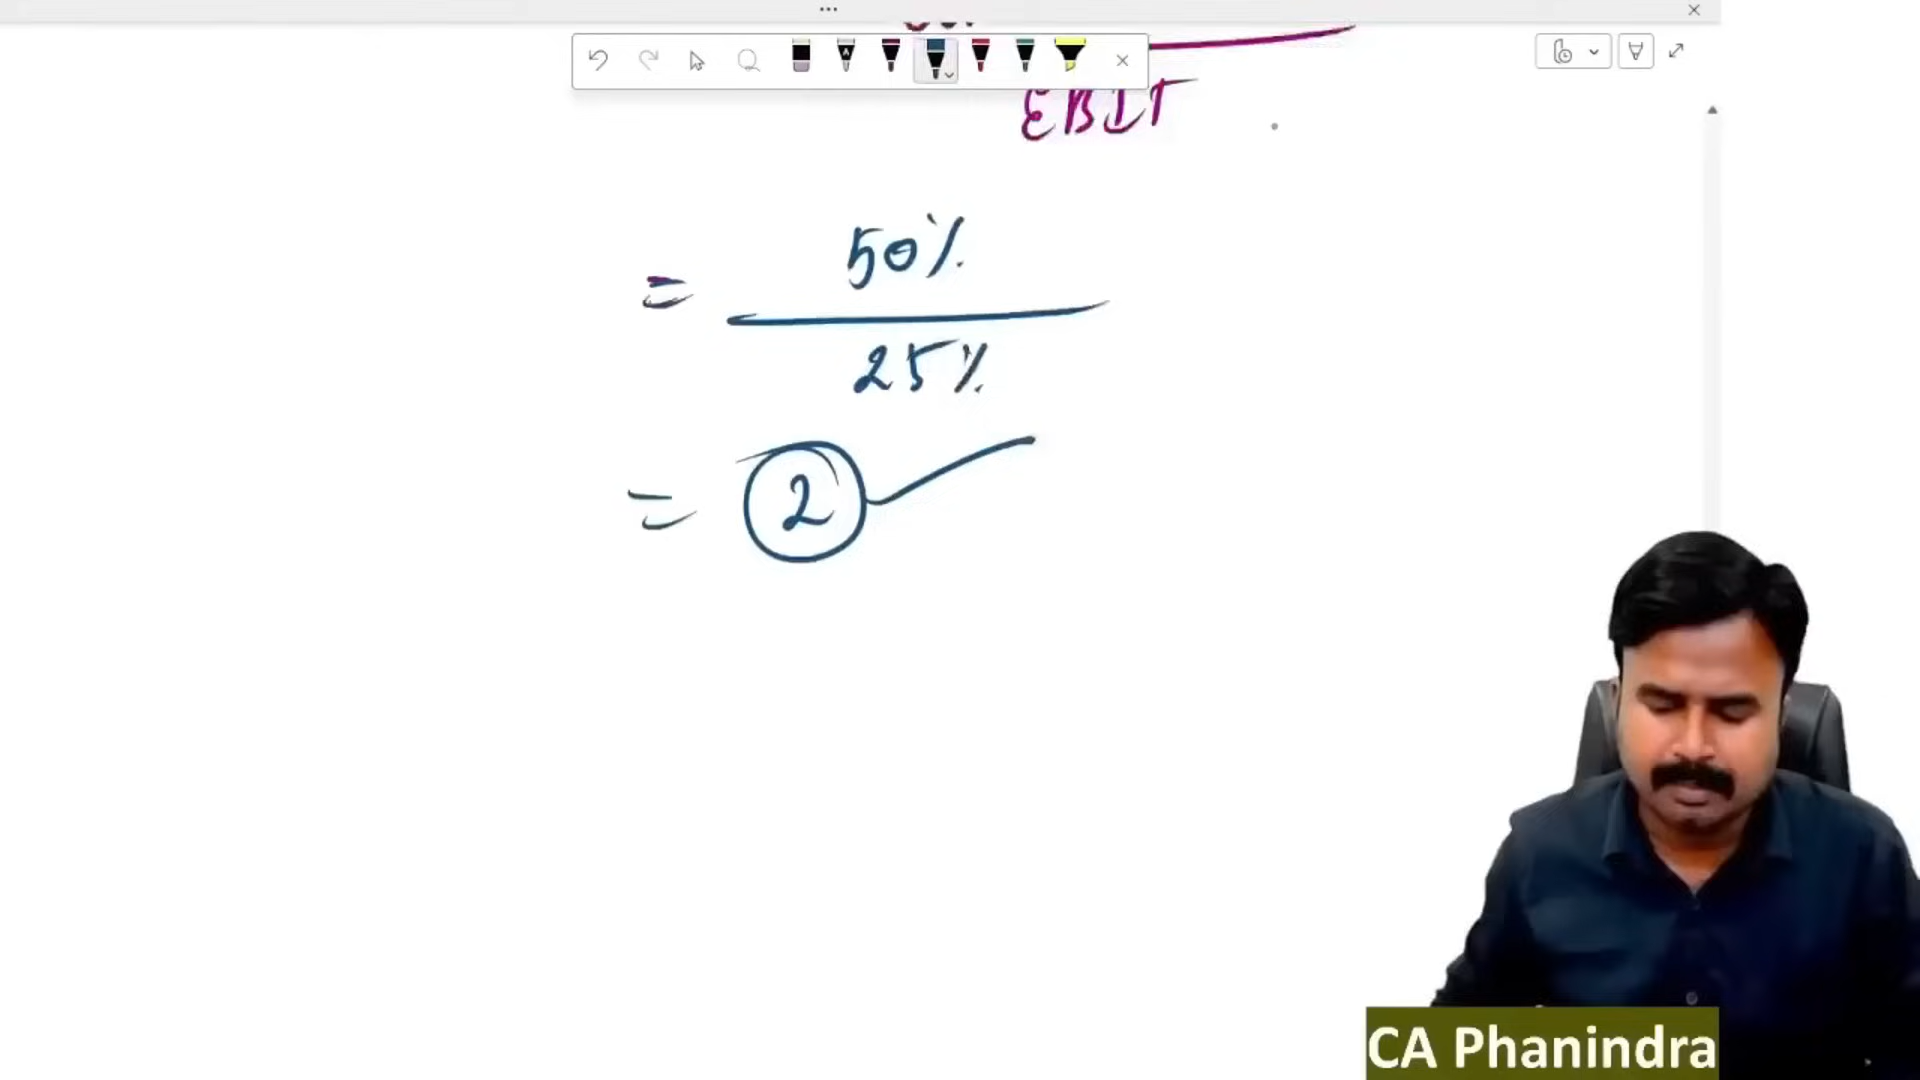 EBIT
= 50%
25%
= 2
CA Phanindra